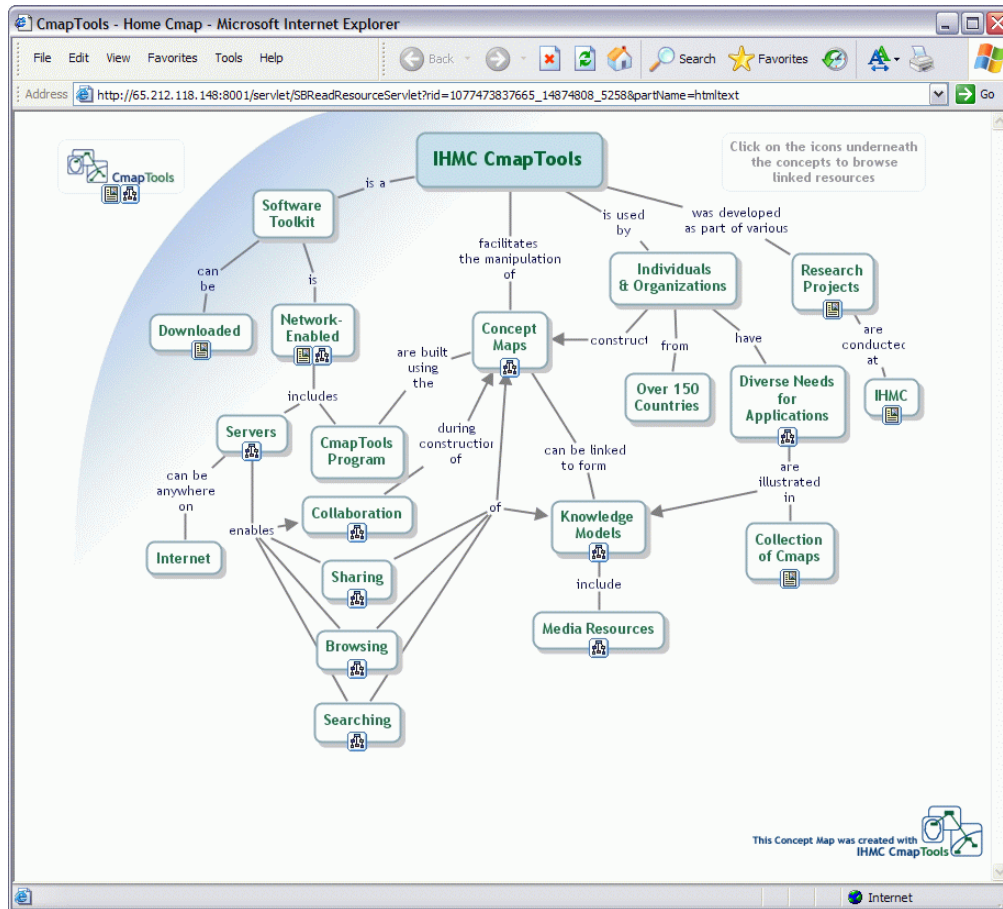 CmapTools - Home Cmap - Microsoft Internet Explorer
File Edit View Favorites Tools Help
Back
Search
Favorites
Address http://65.212.118.148:8001/servlet/SBReadResourceServlet?rid=1077473837665_14874808_5258&partName=htmltext
Go
CmapTools
IHMC CmapTools
Click on the icons underneath
the concepts to browse
linked resources
is a
Software
Toolkit
facilitates
the manipulation
of
is used
by
was developed
as part of various
can
be
is
Individuals
& Organizations
Research
Projects
Downloaded
Network-
Enabled
Concept
Maps
are built
using
the
construct
from
have
are
conducted
at
includes
Over 150
Countries
Diverse Needs
for
Applications
IHMC
Servers
CmapTools
Program
during
construction
of
can be linked
to form
can be
anywhere
on
are
illustrated
in
Collaboration
of
Knowledge
Models
enables
Internet
Collection
of Cmaps
Sharing
include
Browsing
Media Resources
Searching
This Concept Map was created with
IHMC CmapTools
Internet